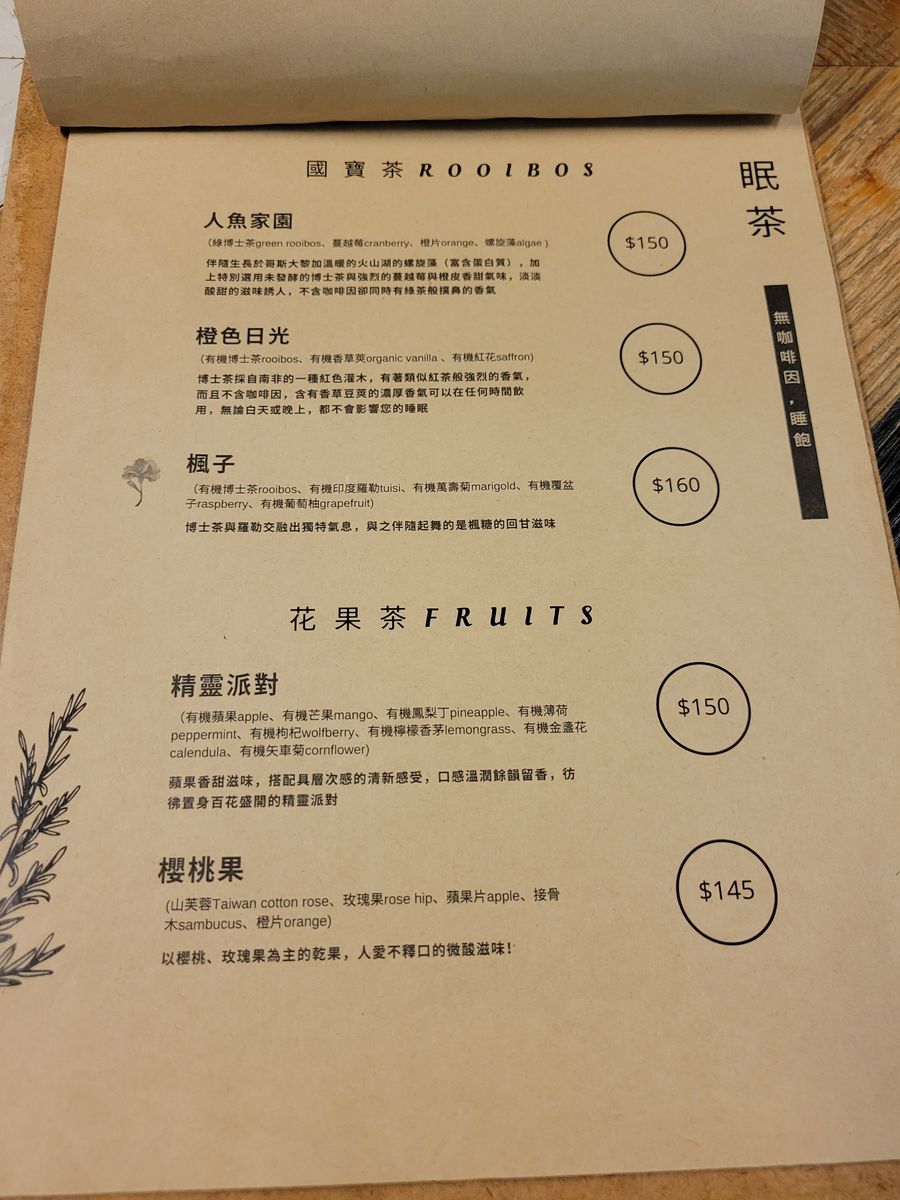 國寶茶ROOIBOS
眠茶
無咖啡因，睡飽
人魚家園
$150
（綠博士茶green rooibos、蔓越莓cranberry、橙片orange、螺旋藻algae )
伴隨生長於哥斯大黎加溫暖的火山湖的螺旋藻（富含蛋白質），加
上特別選用未發酵的博士茶與強烈的蔓越莓與橙皮香甜氣味，淡淡
酸甜的滋味誘人，不含咖啡因卻同時有綠茶般撲鼻的香氣
橙色日光
$150
(有機博士茶rooibos、有機香草莢organic vanilla 、有機紅花saffron)
博士茶採自南非的一種紅色灌木，有著類似紅茶般強烈的香氣，
而且不含咖啡因，含有香草豆莢的濃厚香氣可以在任何時間飲
用，無論白天或晚上，都不會影響您的睡眠
楓子
$160
（有機博士茶rooibos、有機印度羅勒tuisi、有機萬壽菊marigold、有機覆盆
子raspberry、有機葡萄柚grapefruit)
博士茶與羅勒交融出獨特氣息，與之伴隨起舞的是楓糖的回甘滋味
花果茶FRUITS
精靈派對
$150
（有機蘋果apple、有機芒果mango、有機鳳梨丁pineapple、有機薄荷
peppermint、有機枸杞wolfberry、有機檸檬香茅lemongrass、有機金盞花
calendula、有機矢車菊cornflower)
蘋果香甜滋味，搭配具層次感的清新感受，口感溫潤餘韻留香，彷
彿置身百花盛開的精靈派對
櫻桃果
$145
(山芙蓉Taiwan cotton rose、玫瑰果rose hip、蘋果片apple、接骨
木sambucus、橙片orange)
以櫻桃、玫瑰果為主的乾果，人愛不釋口的微酸滋味！